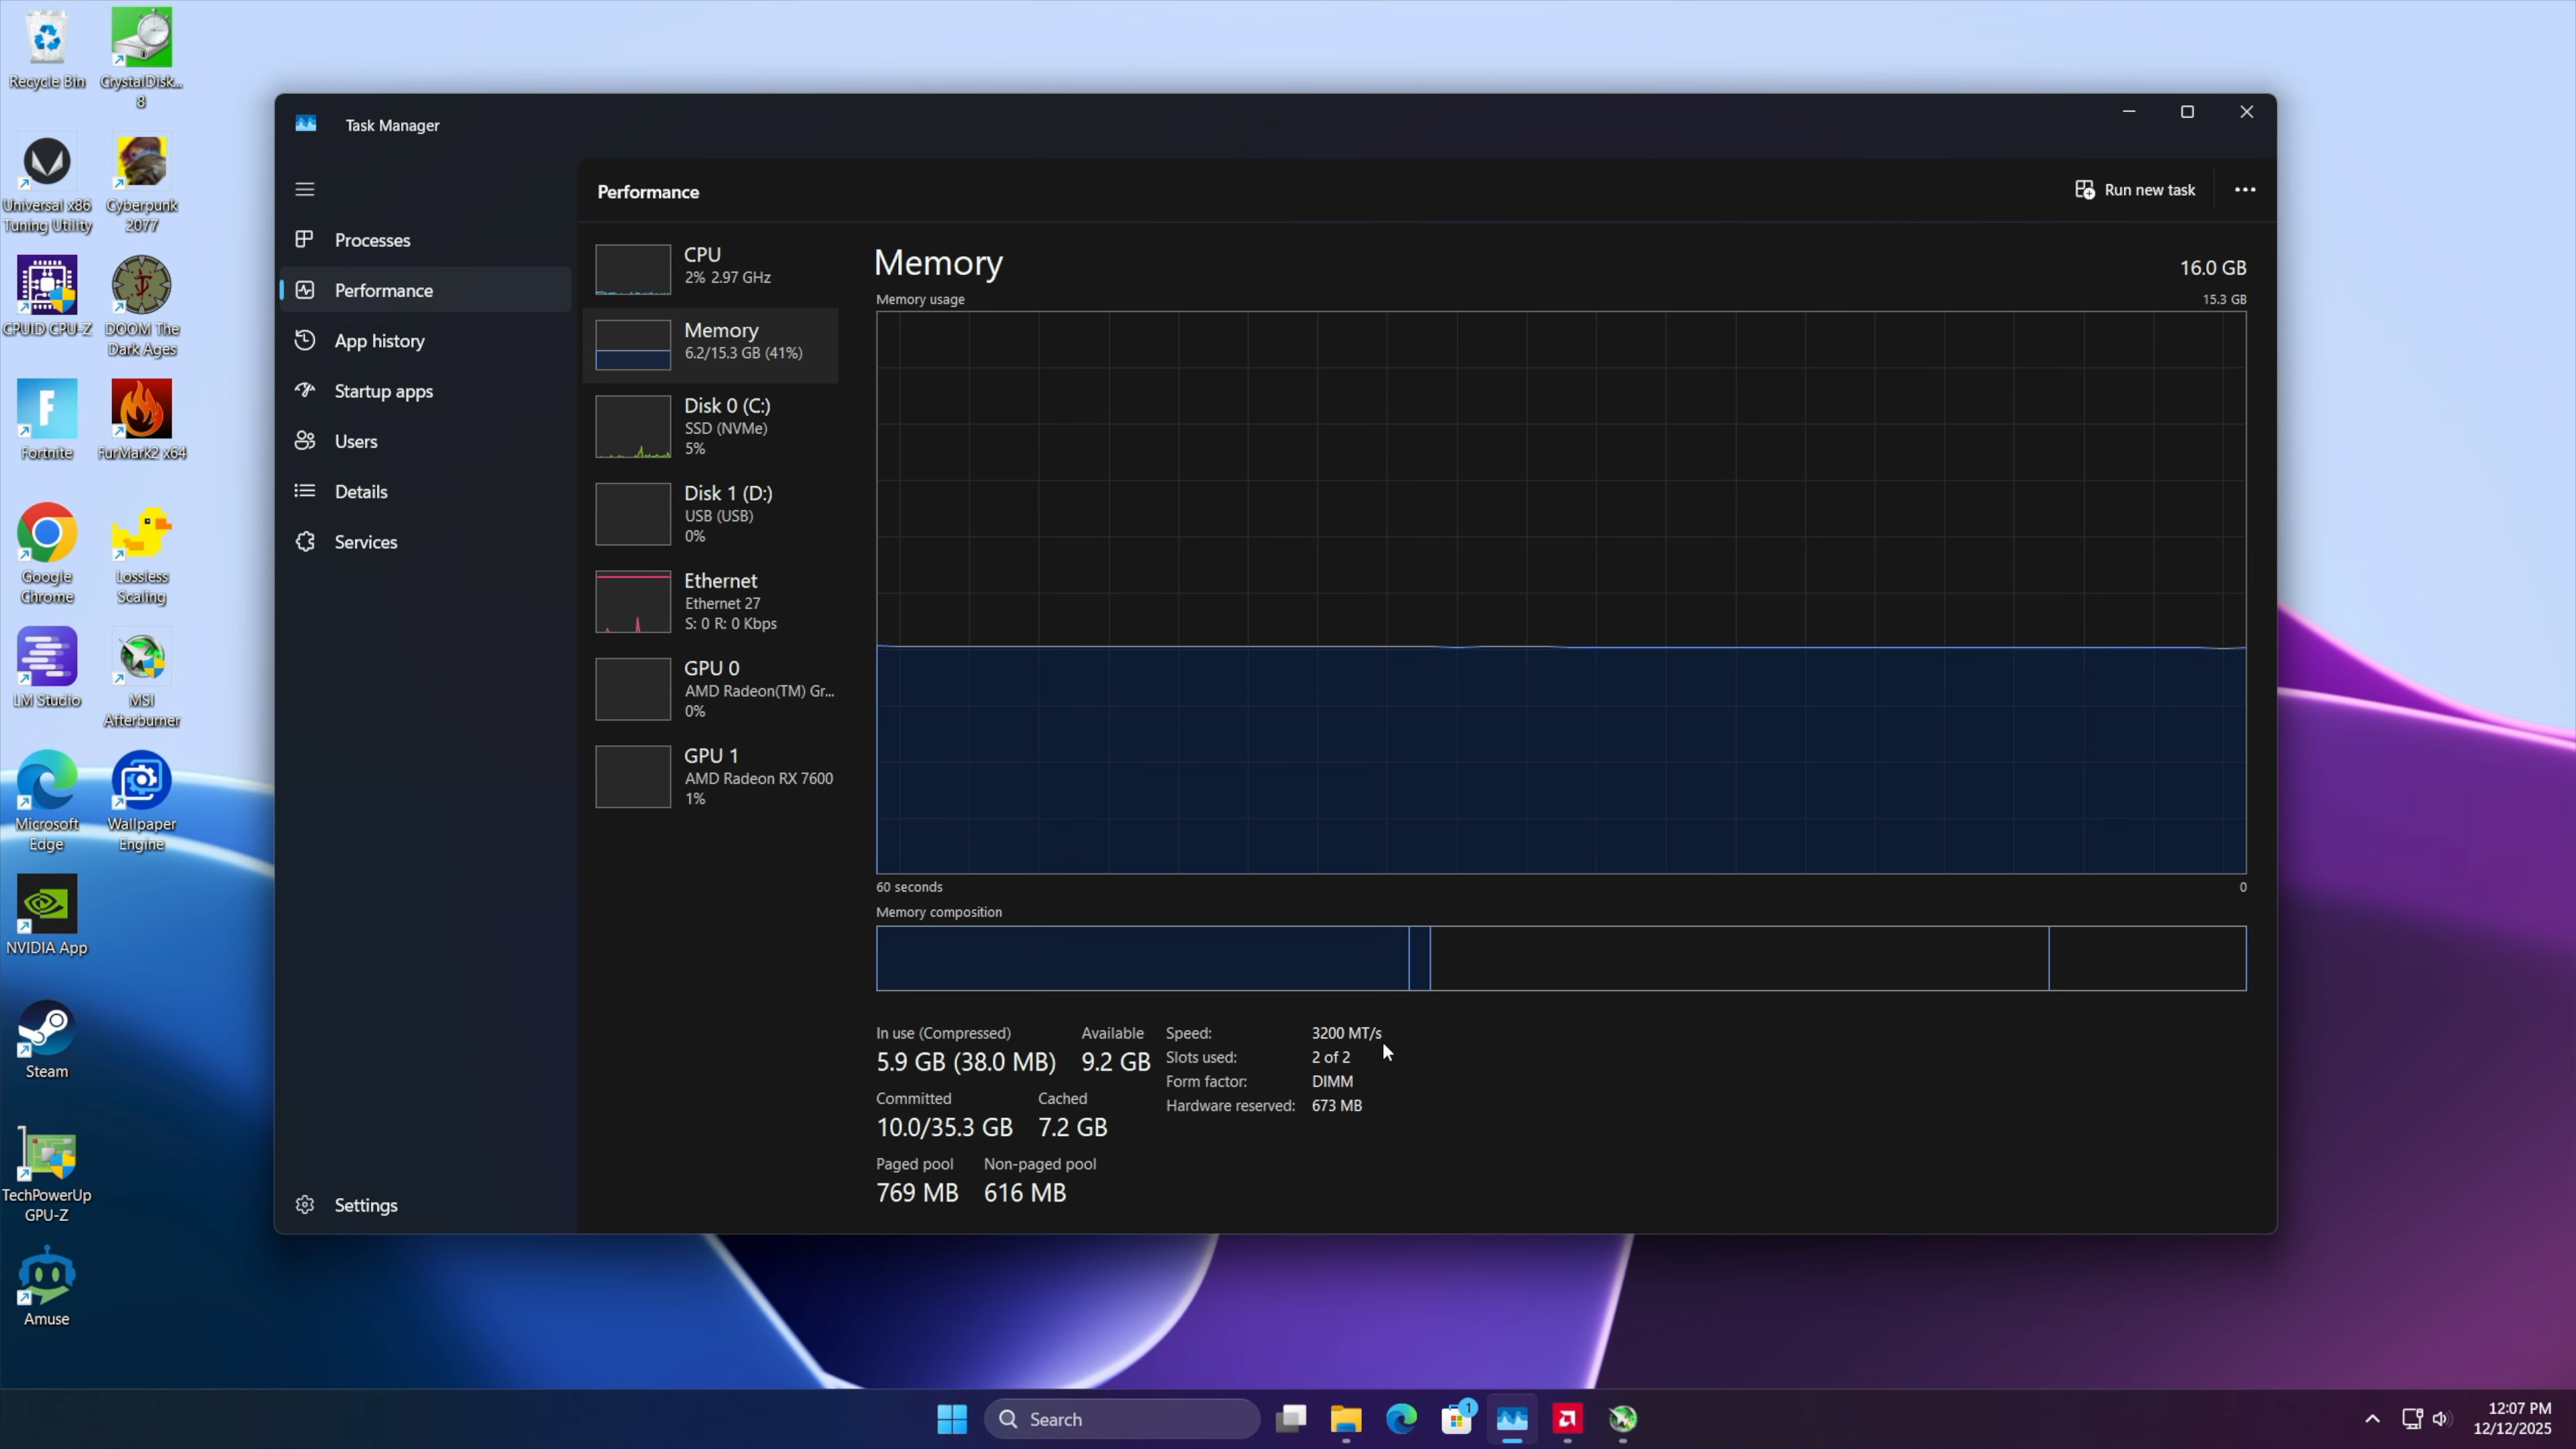 Recycle Bin
CrystalDisk...
8
Universal x86
Tuning Utility
Cyberpunk
2077
CPUID CPU-Z
DOOM The
Dark Ages
Fortnite
FurMark2 x64
Google
Chrome
Lossless
Scaling
LM Studio
MSI
Afterburner
Microsoft
Edge
Wallpaper
Engine
NVIDIA App
Steam
TechPowerUp
GPU-Z
Amuse
Task Manager
Processes
Performance
App history
Startup apps
Users
Details
Services
Settings
Performance
Run new task
CPU
2% 2.97 GHz
Memory
6.2/15.3 GB (41%)
Disk 0 (C:)
SSD (NVMe)
5%
Disk 1 (D:)
USB (USB)
0%
Ethernet
Ethernet 27
S: 0 R: 0 Kbps
GPU 0
AMD Radeon(TM) Gr...
0%
GPU 1
AMD Radeon RX 7600
1%
Memory
16.0 GB
Memory usage
15.3 GB
60 seconds
0
Memory composition
In use (Compressed)
5.9 GB (38.0 MB)
Available
9.2 GB
Committed
10.0/35.3 GB
Cached
7.2 GB
Paged pool
769 MB
Non-paged pool
616 MB
Speed: 3200 MT/s
Slots used: 2 of 2
Form factor: DIMM
Hardware reserved: 673 MB
Search
1
12:07 PM
12/12/2025